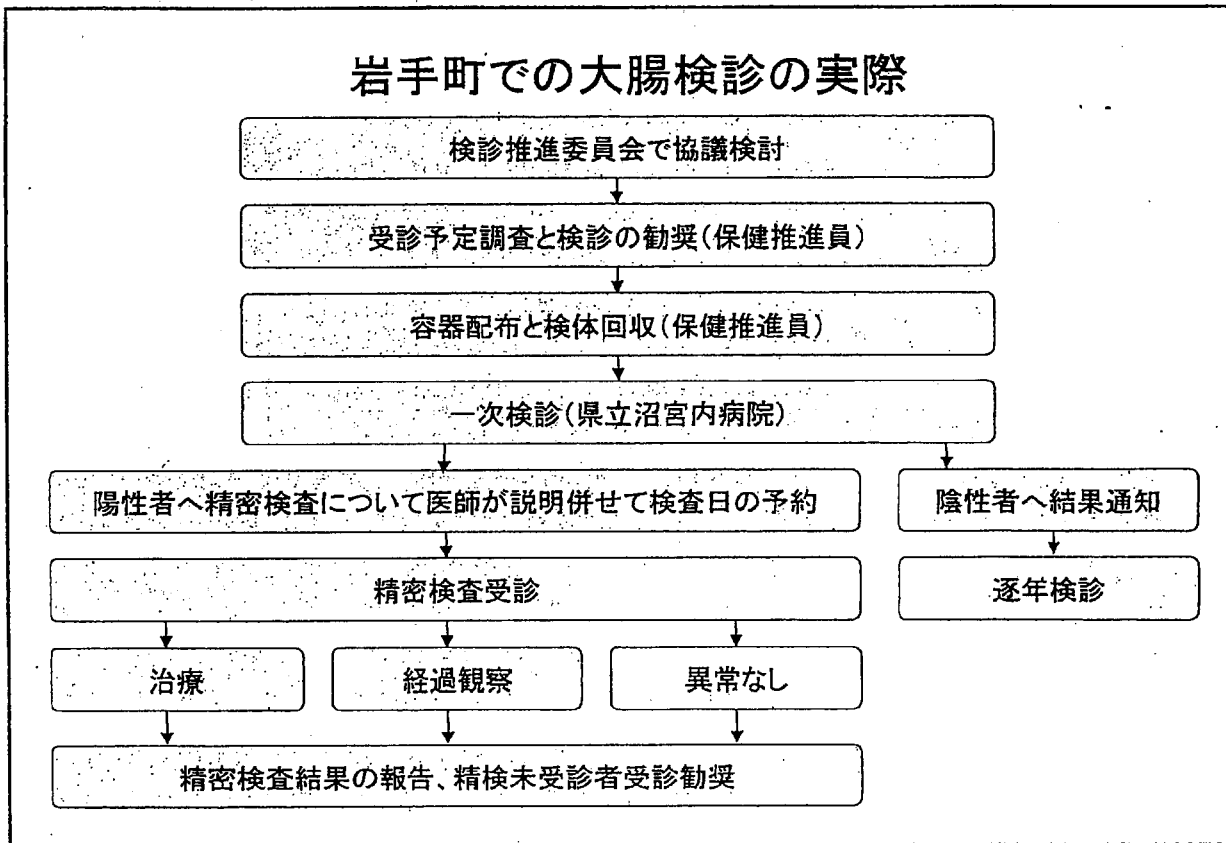 岩手町での大腸検診の実際
検診推進委員会で協議検討
受診予定調査と検診の勧奨(保健推進員)
容器配布と検体回収(保健推進員)
一次検診(県立沼宮内病院)
陽性者へ精密検査について医師が説明併せて検査日の予約
陰性者へ結果通知
精密検査受診
逐年検診
治療
経過観察
異常なし
精密検査結果の報告、精検未受診者受診勧奨